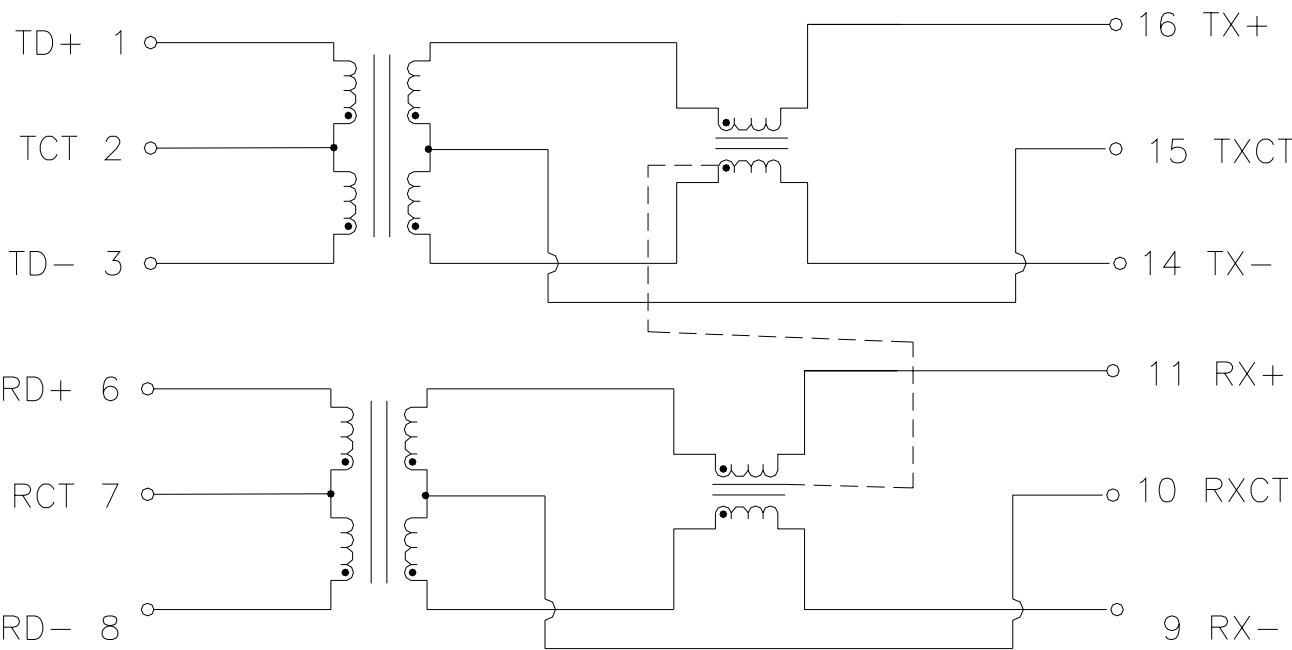 TD+ 1
16 TX+
TCT 2
15 TXCT
TD- 3
14 TX-
RD+ 6
11 RX+
RCT 7
10 RXCT
RD- 8
9 RX-